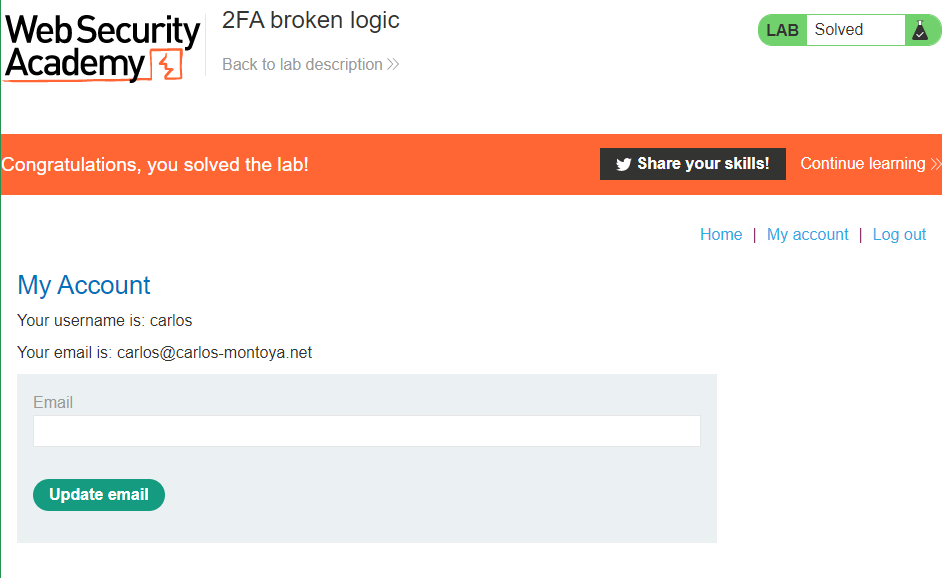 Web Security
Academy
2FA broken logic
Back to lab description
LAB Solved
Congratulations, you solved the lab!
Share your skills!
Continue learning
Home | My account | Log out
My Account
Your username is: carlos
Your email is: carlos@carlos-montoya.net
Email
Update email